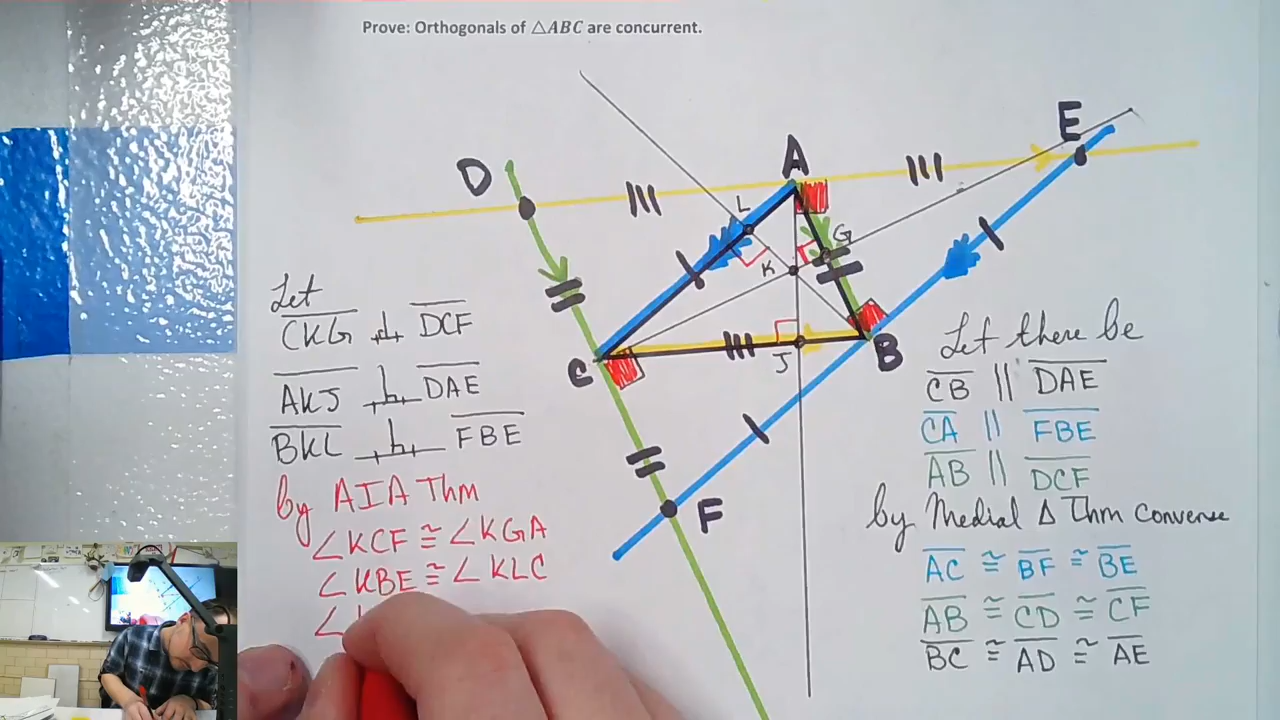 Prove: Orthogonals of △ABC are concurrent.
D
A
E
L
G
K
C
J
B
F
Let
CKG ⊥ DCF
AKJ ⊥ DAE
BKL ⊥ FBE
by AIA Thm
∠KCF ≅ ∠KGA
∠KBE ≅ ∠KLC
∠
Let there be
CB || DAE
CA || FBE
AB || DCF
by Medial Δ Thm converse
AC ≅ BF ≅ BE
AB ≅ CD ≅ CF
BC ≅ AD ≅ AE